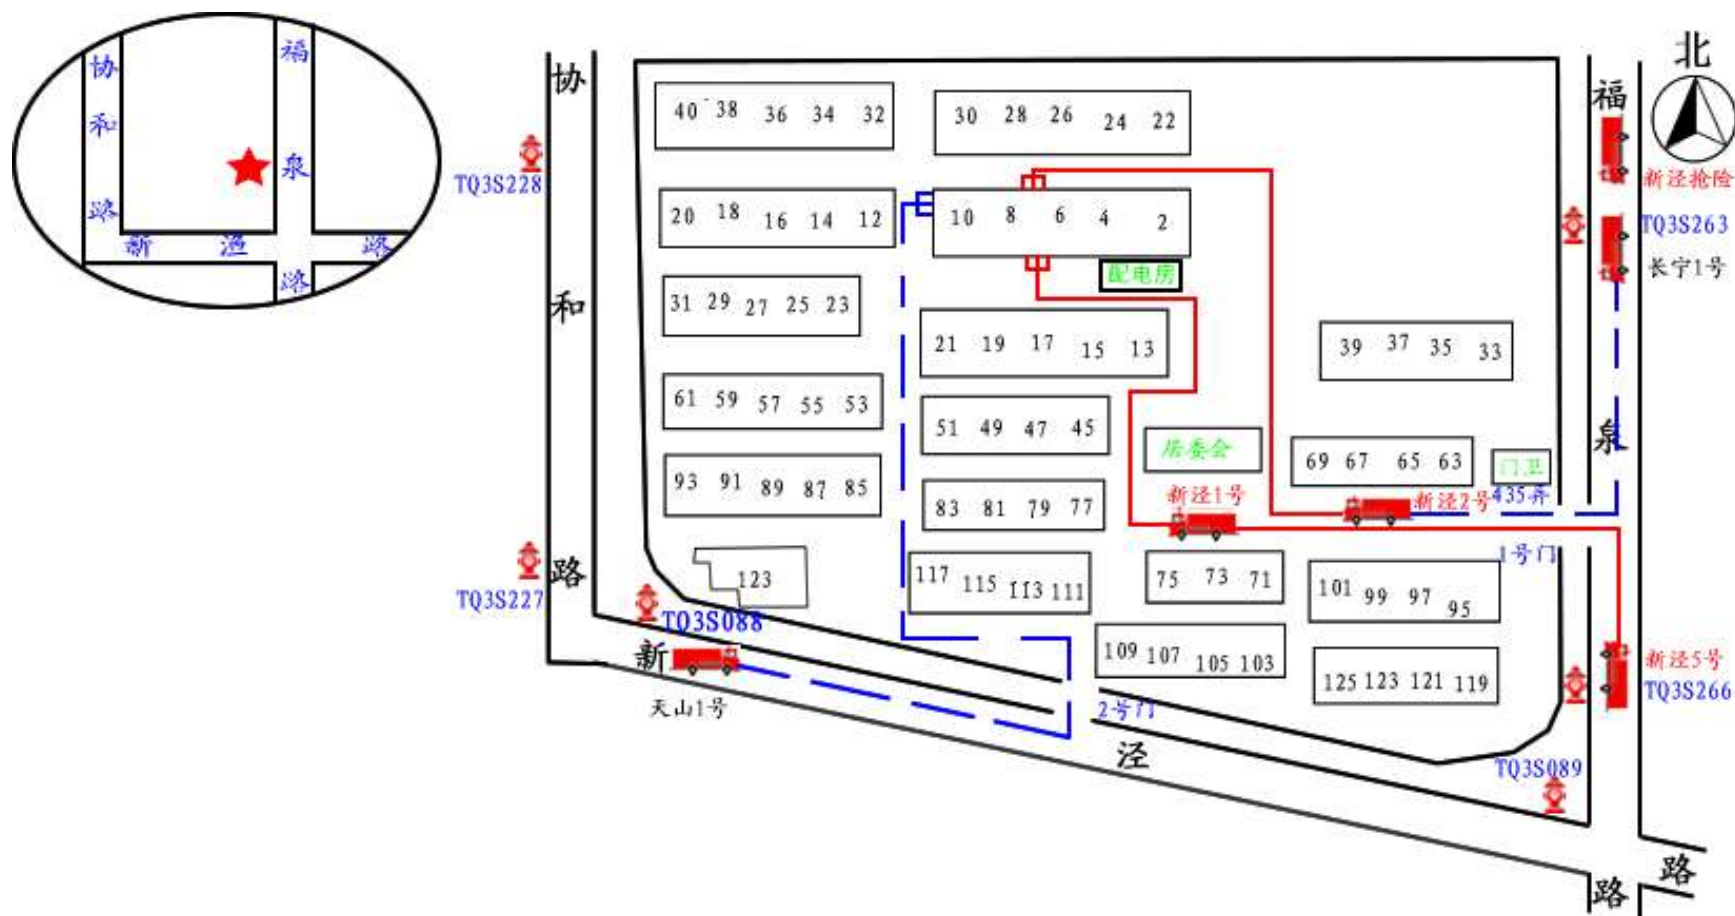 协和路
福泉路
新渔路
北
协和路
福泉路
新泾路
40 38 36 34 32
30 28 26 24 22
新泾抢险
TQ3S228
20 18 16 14 12
10 8 6 4 2
TQ3S263
长宁1号
配电房
31 29 27 25 23
21 19 17 15 13
39 37 35 33
61 59 57 55 53
51 49 47 45
居委会
69 67 65 63
门卫
93 91 89 87 85
83 81 79 77
新泾1号
新泾2号
435弄
1号门
TQ3S227
123
117 115 113 111
75 73 71
101 99 97 95
TQ3S088
天山1号
109 107 105 103
125 123 121 119
新泾5号
TQ3S266
2号门
TQ3S089